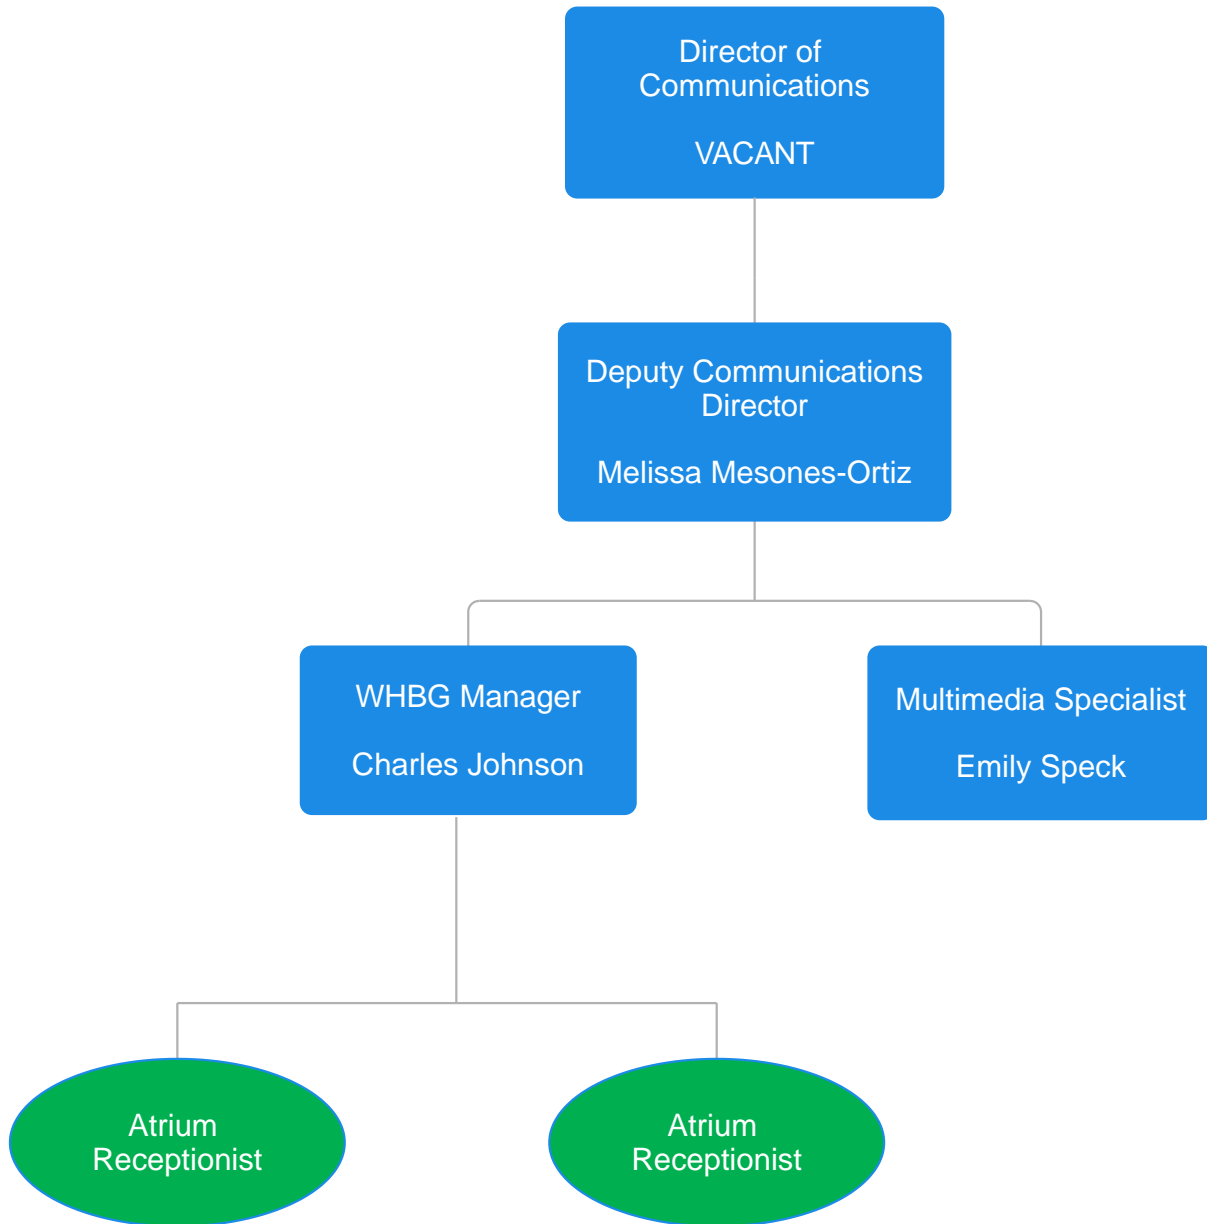 Director of
Communications
VACANT
Deputy Communications
Director
Melissa Mesones-Ortiz
WHBG Manager
Charles Johnson
Multimedia Specialist
Emily Speck
Atrium
Receptionist
Atrium
Receptionist